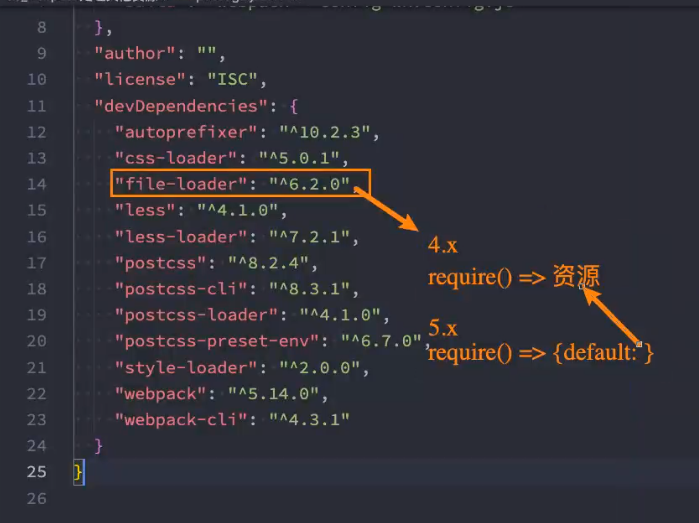 8 },
9 "author": "",
10 "license": "ISC",
11 "devDependencies": {
12 "autoprefixer": "^10.2.3",
13 "css-loader": "^5.0.1",
14 "file-loader": "^6.2.0",
15 "less": "^4.1.0",
16 "less-loader": "^7.2.1",
17 "postcss": "^8.2.4",
18 "postcss-cli": "^8.3.1",
19 "postcss-loader": "^4.1.0",
20 "postcss-preset-env": "^6.7.0",
21 "style-loader": "^2.0.0",
22 "webpack": "^5.14.0",
23 "webpack-cli": "^4.3.1"
24 }
25 }
26
4.x
require() => 资源
5.x
require() => {default: }